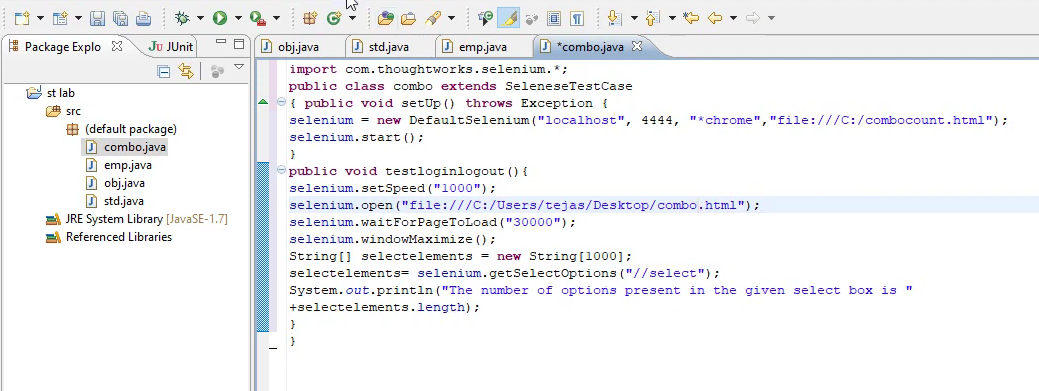 Package Explo
JUnit
obj.java
std.java
emp.java
*combo.java
st lab
src
(default package)
combo.java
emp.java
obj.java
std.java
JRE System Library [JavaSE-1.7]
Referenced Libraries
import com.thoughtworks.selenium.*;
public class combo extends SeleneseTestCase
{ public void setUp() throws Exception {
selenium = new DefaultSelenium("localhost", 4444, "*chrome","file:///C:/combocount.html");
selenium.start();
}
public void testloginlogout(){
selenium.setSpeed("1000");
selenium.open("file:///C:/Users/tejas/Desktop/combo.html");
selenium.waitForPageToLoad("30000");
selenium.windowMaximize();
String[] selectelements = new String[1000];
selectelements= selenium.getSelectOptions("//select");
System.out.println("The number of options present in the given select box is "
+selectelements.length);
}
}